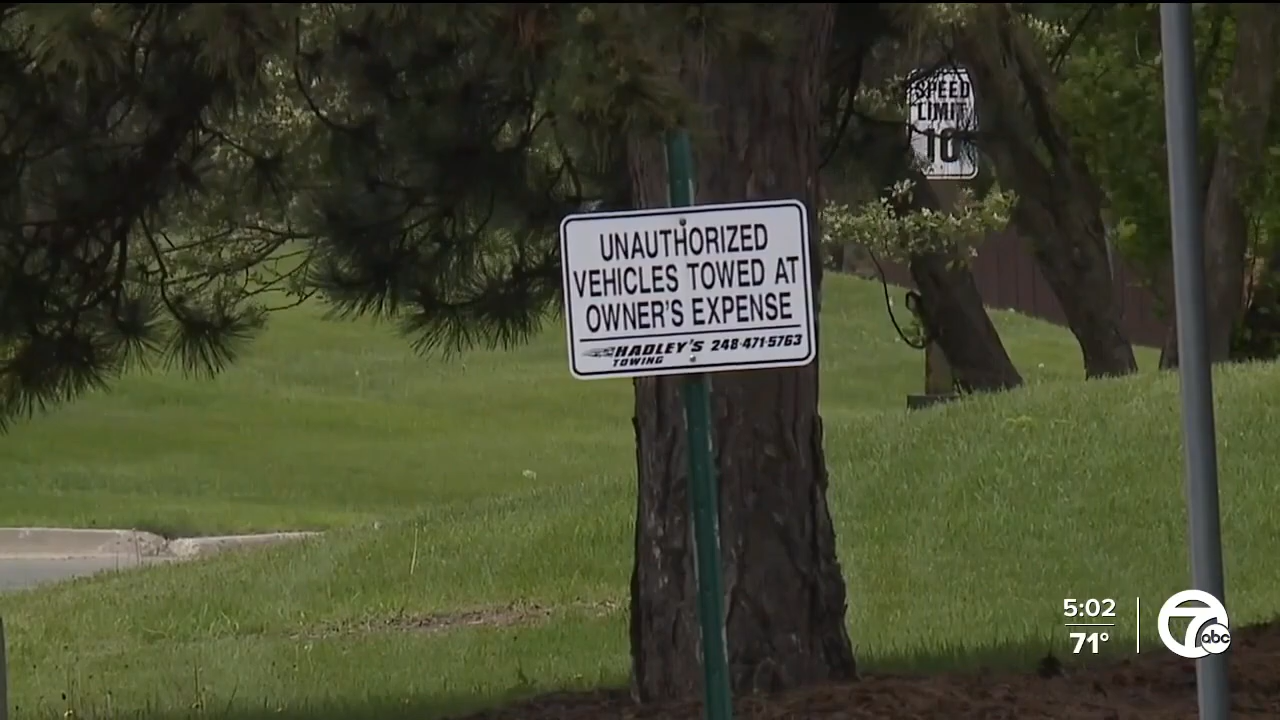 SPEED
LIMIT
10
UNAUTHORIZED
VEHICLES TOWED AT
OWNER'S EXPENSE
HADLEY'S 248-471-5763
TOWING
5:02
71°
7 abc